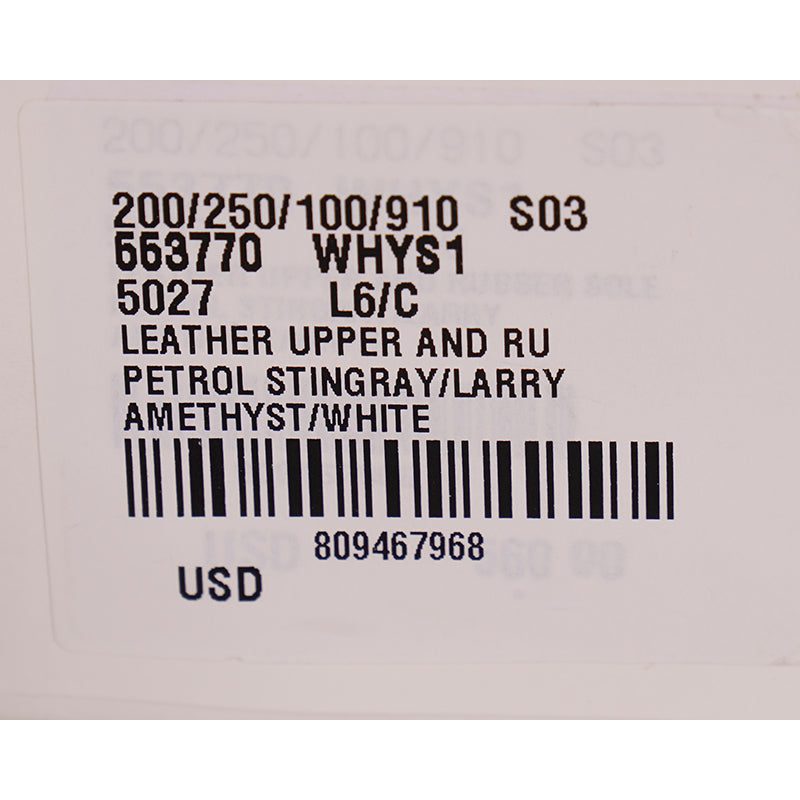 200/250/100/910 S03
553770 WHYS1
5027 L6/C
LEATHER UPPER AND RU
PETROL STINGRAY/LARRY
AMETHYST/WHITE
809467968
USD